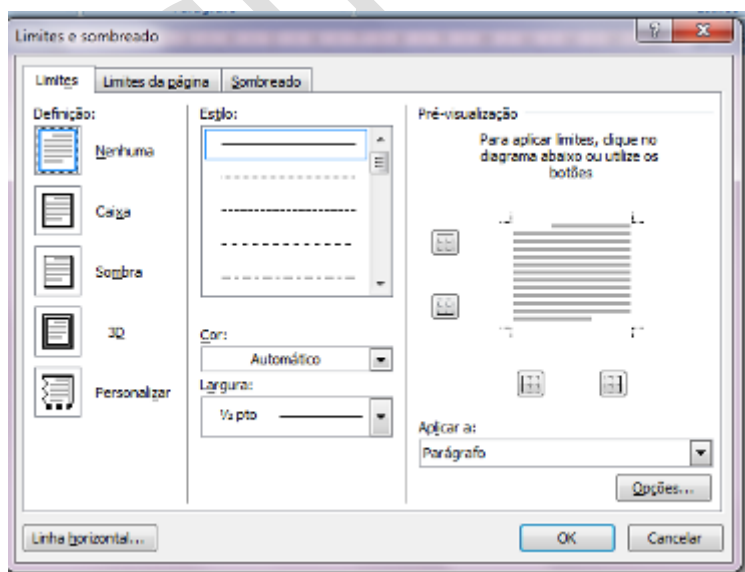 Limites e sombreado
Limites
Limites da página
Sombreado
Definição:
Nenhuma
Caixa
Sombra
3D
Personalizar
Estilo:
Cor:
Automático
Largura:
½ pto
Pré-visualização
Para aplicar limites, clique no
diagrama abaixo ou utilize os
botões
Aplicar a:
Parágrafo
Opções...
Linha horizontal...
OK
Cancelar